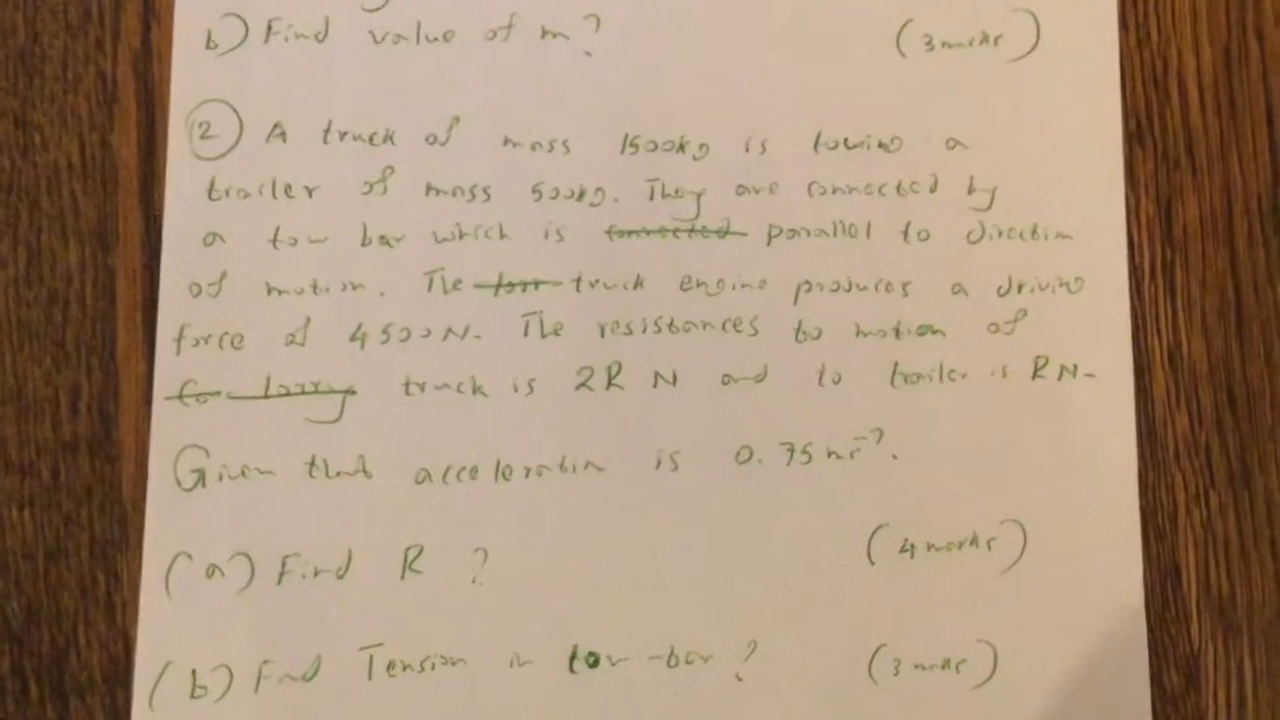 b) Find value of m? (3 marks)
② A truck of mass 1500kg is towing a
trailer of mass 500kg. They are connected by
a tow bar which is connected parallel to direction
of motion. The truck engine produces a driving
force of 4500N. The resistances to motion of
for lorry truck is 2R N and to trailer is R N.
Given that acceleration is 0.75ms⁻².
(a) Find R ? (4 marks)
(b) Find Tension in tow-bar ? (3 marks)